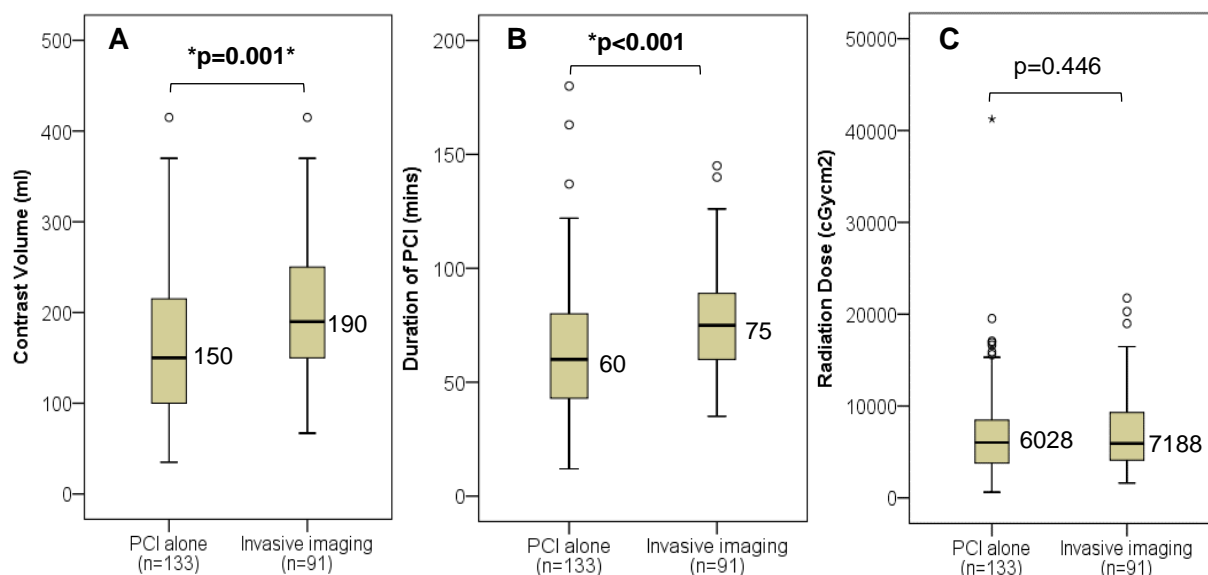 A
*p=0.001*
Contrast Volume (ml)
500
400
300
200
100
0
150
190
PCI alone
(n=133)
Invasive imaging
(n=91)
B
*p<0.001
Duration of PCI (mins)
200
150
100
50
0
60
75
PCI alone
(n=133)
Invasive imaging
(n=91)
C
p=0.446
Radiation Dose (cGycm2)
50000
40000
30000
20000
10000
0
*
6028
7188
PCI alone
(n=133)
Invasive imaging
(n=91)